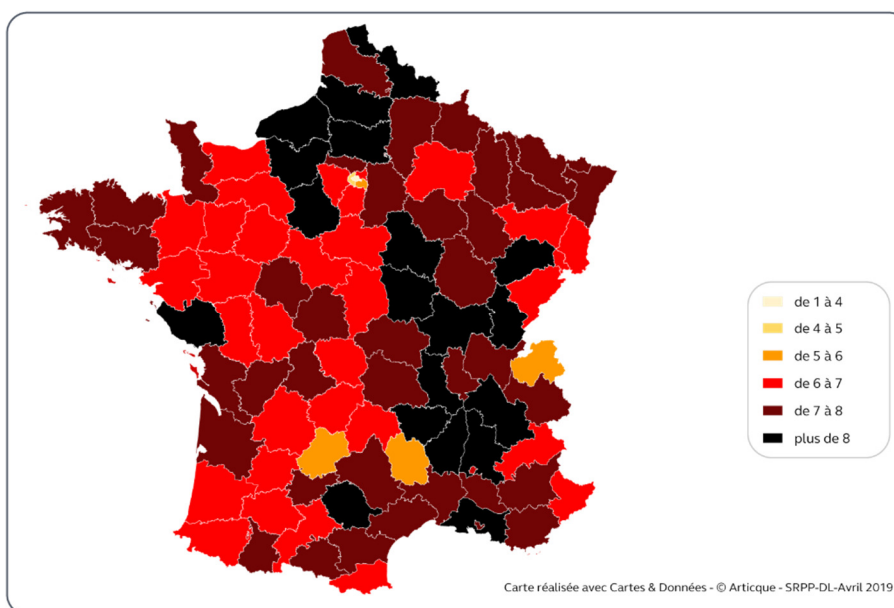 de 1 à 4
de 4 à 5
de 5 à 6
de 6 à 7
de 7 à 8
plus de 8
Carte réalisée avec Cartes & Données - © Articque - SRPP-DL-Avril 2019